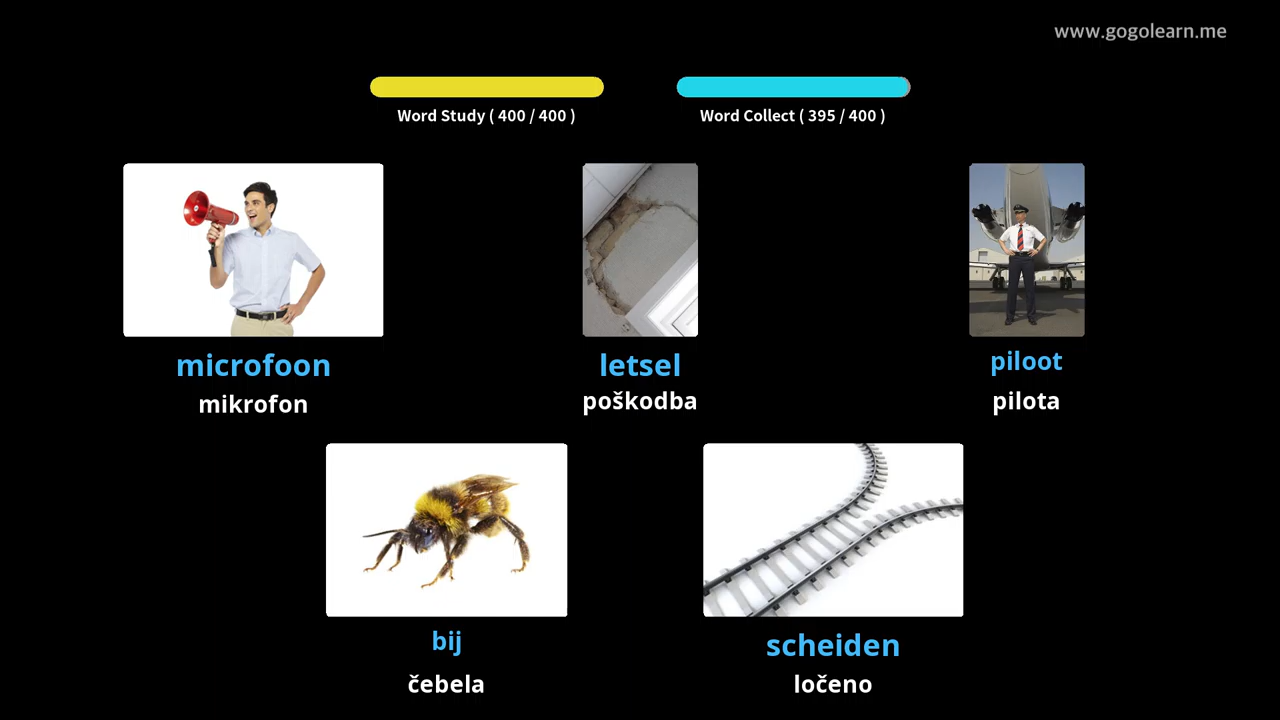 www.gogolearn.me
Word Study ( 400 / 400 )
Word Collect ( 395 / 400 )
microfoon
mikrofon
letsel
poškodba
piloot
pilota
bij
čebela
scheiden
ločeno